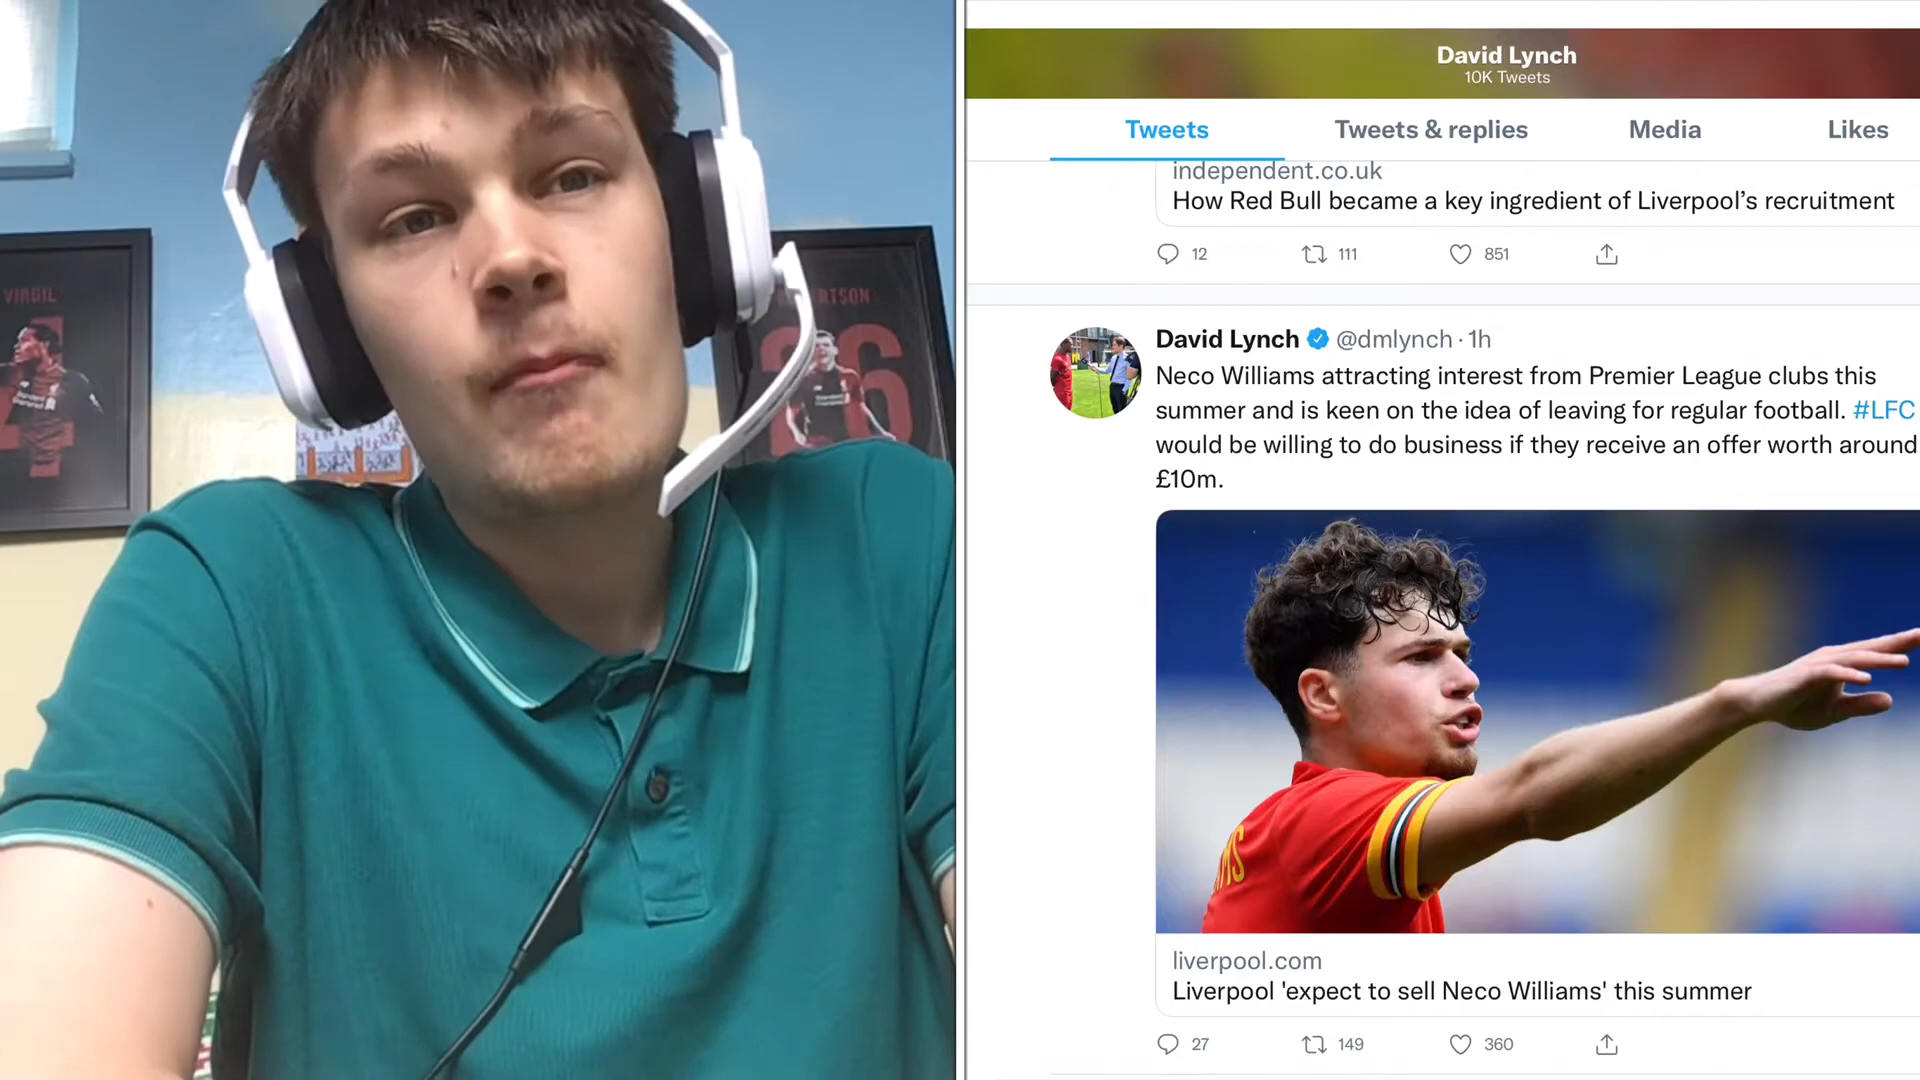 VIRGIL
4
26
David Lynch
10K Tweets
Tweets
Tweets & replies
Media
Likes
independent.co.uk
How Red Bull became a key ingredient of Liverpool’s recruitment
12
111
851
David Lynch @dmlynch · 1h
Neco Williams attracting interest from Premier League clubs this
summer and is keen on the idea of leaving for regular football. #LFC
would be willing to do business if they receive an offer worth around
£10m.
liverpool.com
Liverpool 'expect to sell Neco Williams' this summer
27
149
360